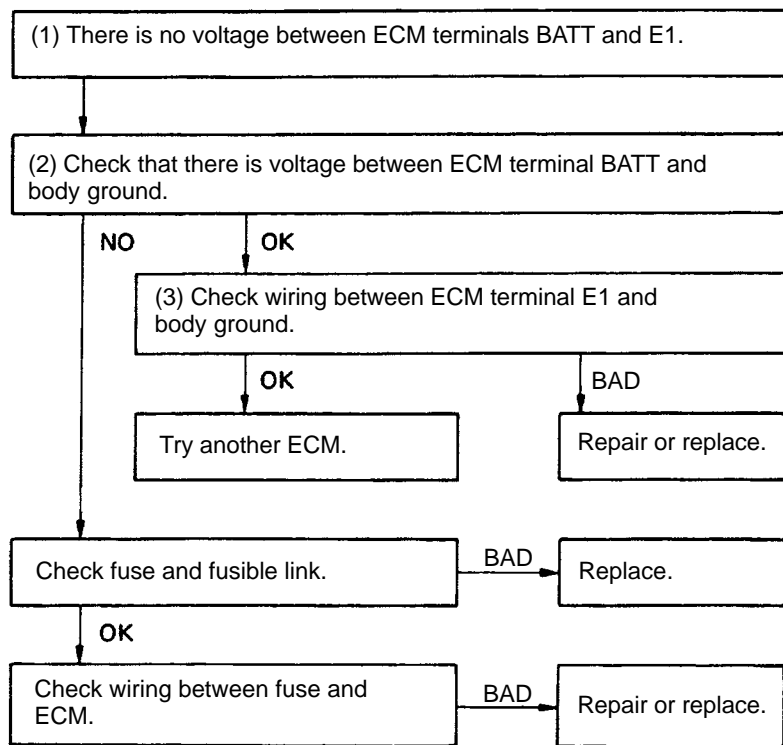 (1) There is no voltage between ECM terminals BATT and E1.
(2) Check that there is voltage between ECM terminal BATT and
body ground.
NO
OK
(3) Check wiring between ECM terminal E1 and
body ground.
OK
BAD
Try another ECM.
Repair or replace.
Check fuse and fusible link.
BAD
Replace.
OK
Check wiring between fuse and
ECM.
BAD
Repair or replace.